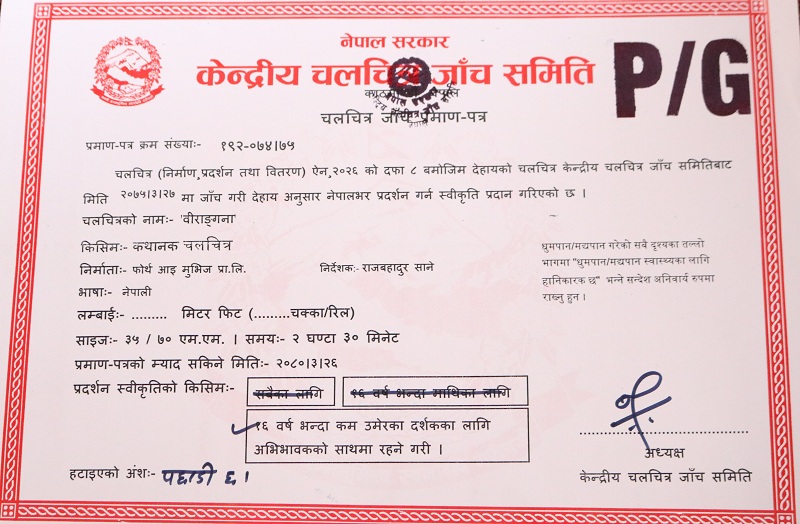 नेपाल सरकार
P/G
केन्द्रीय चलचित्र जाँच समिति
चलचित्र जाँच प्रमाण-पत्र
प्रमाण-पत्र क्रम संख्याः- १९२-०७४/७५
चलचित्र (निर्माण,प्रदर्शन तथा वितरण) ऐन,२०२६ को दफा ८ बमोजिम देहायको चलचित्र केन्द्रीय चलचित्र जाँच समितिबाट
मिति २०७५/३/२७ मा जाँच गरी देहाय अनुसार नेपालभर प्रदर्शन गर्न स्वीकृति प्रदान गरिएको छ ।
चलचित्रको नामः- 'वीराङ्गना'
किसिमः- कथानक चलचित्र
निर्माताः- फोर्थ आइ मुभिज प्रा.लि. निर्देशकः- राजबहादुर साने
भाषाः- नेपाली
धुमपान/मद्यपान गरेको सबै दृश्यका तल्लो
भागमा "धुमपान/मद्यपान स्वास्थ्यका लागि
हानिकारक छ" भन्ने सन्देश अनिवार्य रुपमा
राख्नु हुन ।
लम्बाईः- ......... मिटर फिट (.........चक्का/रिल)
साइजः- ३५ / ७० एम.एम. । समयः- २ घण्टा ३० मिनेट
प्रमाण-पत्रको म्याद सकिने मितिः- २०८०/३/२६
प्रदर्शन स्वीकृतिको किसिमः- सबैका लागि १६ वर्ष भन्दा माथिका लागि
१६ वर्ष भन्दा कम उमेरका दर्शकका लागि
अभिभावकको साथमा रहने गरी ।
हटाइएको अंशः- पछाडी छ ।
अध्यक्ष
केन्द्रीय चलचित्र जाँच समिति